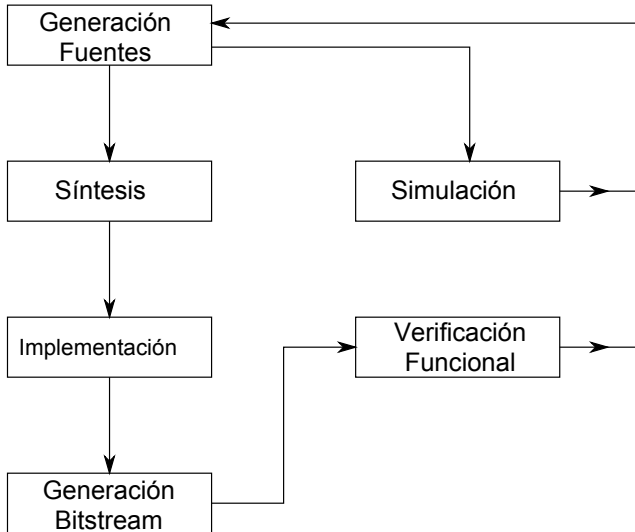 Generación
Fuentes
Síntesis
Simulación
Implementación
Verificación
Funcional
Generación
Bitstream